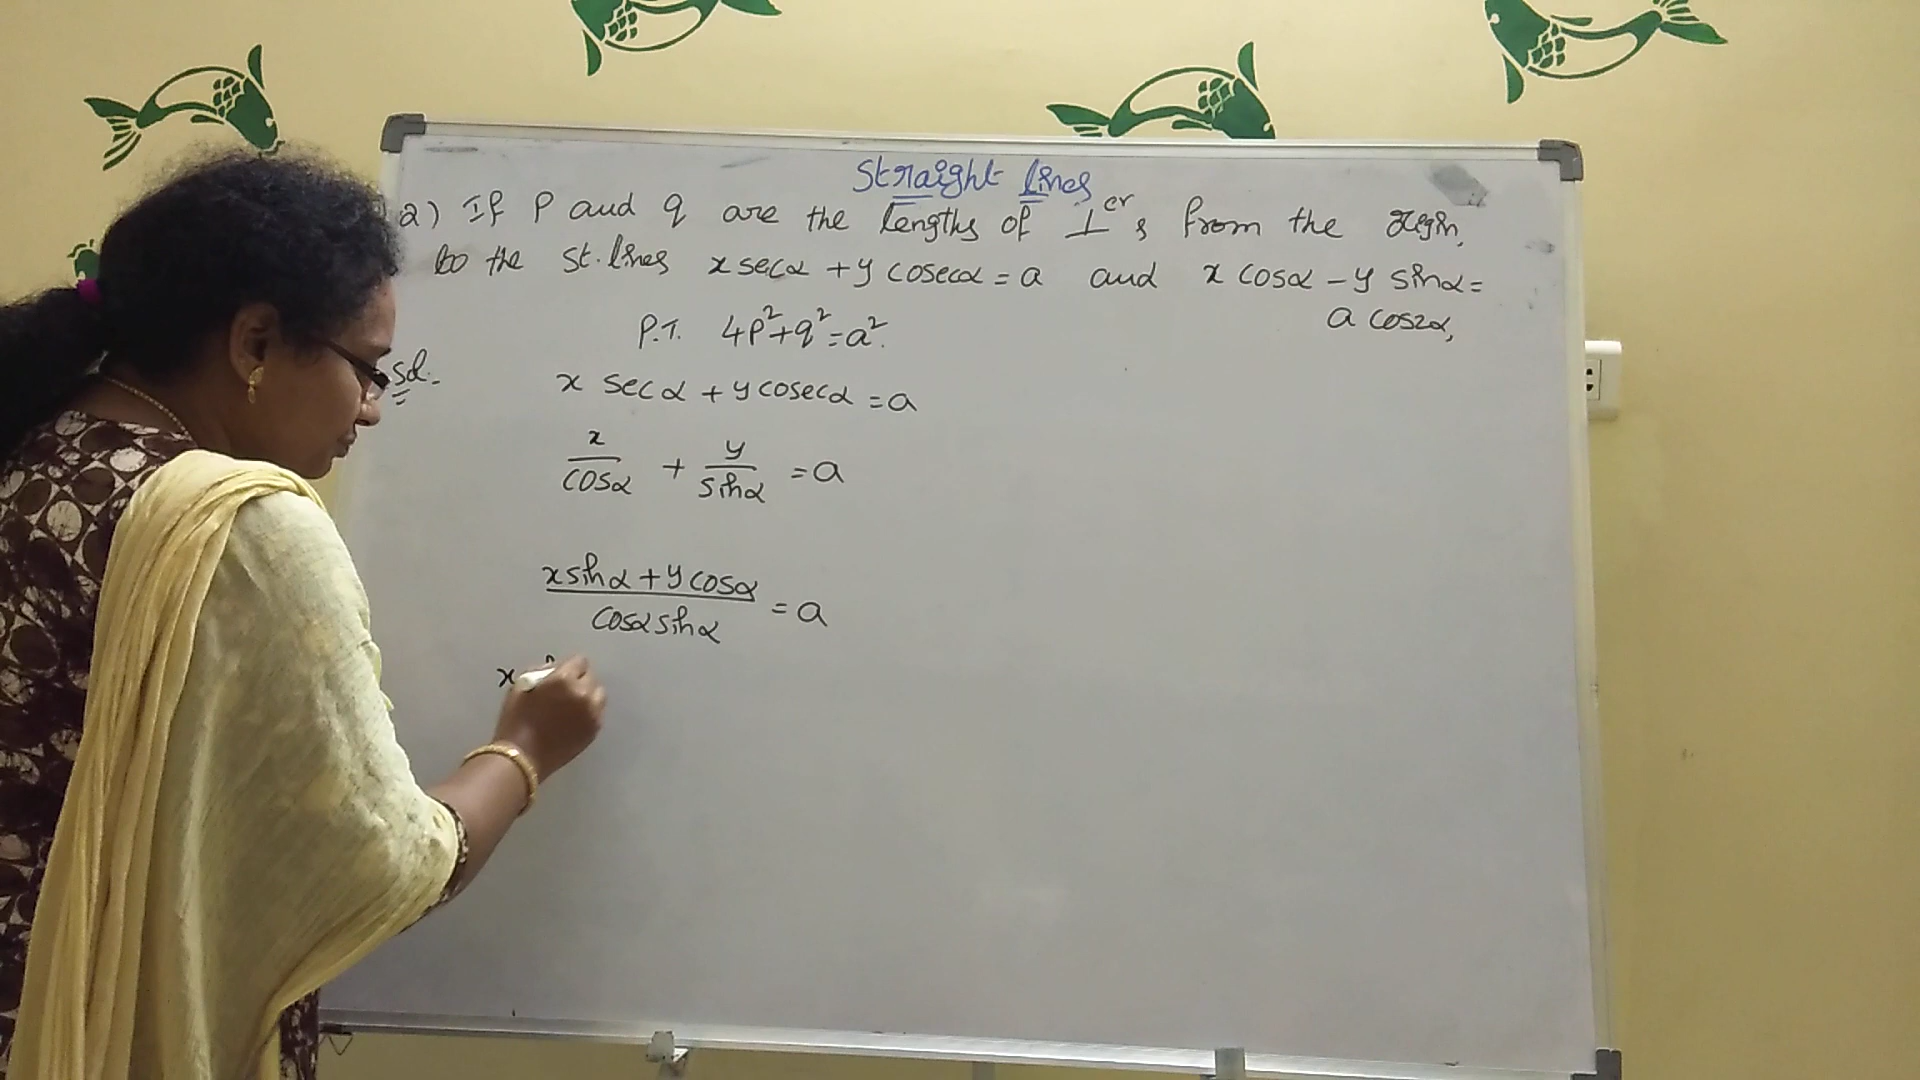 Straight lines
2) If P and q are the lengths of ⊥ers from the origin,
to the st. lines x secα + y cosecα = a and x cosα - y sinα =
a cos2α,
P.T. 4P²+q²=a².
Sol.
x secα + y cosecα = a
x/cosα + y/sinα = a
(x sinα + y cosα)/(cosα sinα) = a
x